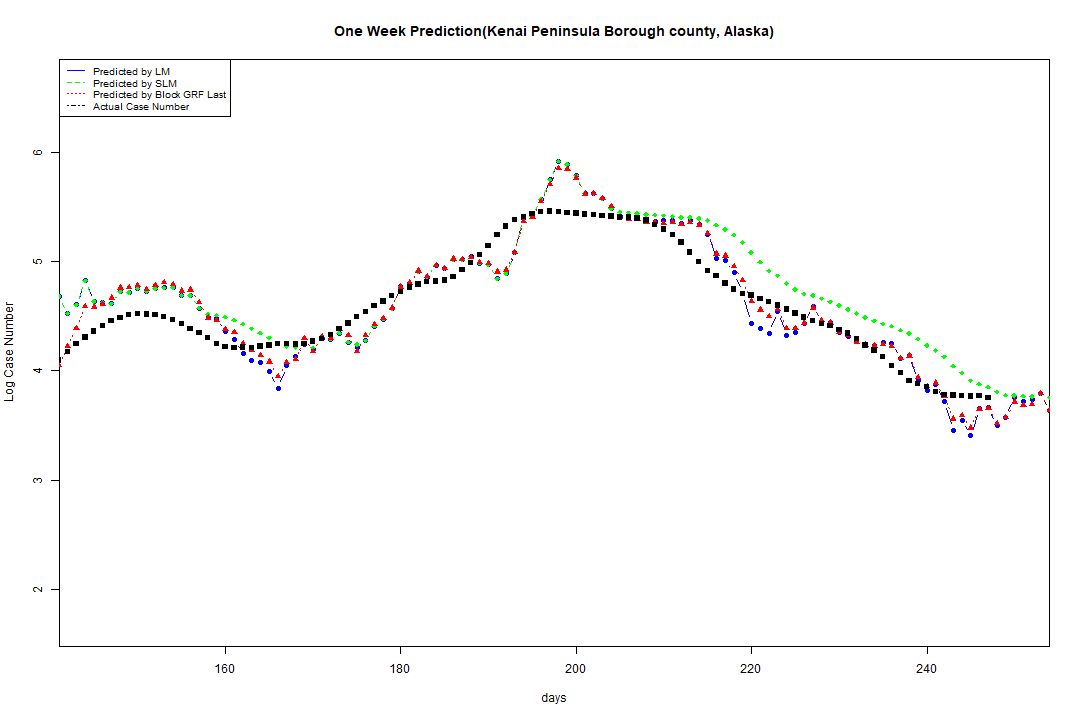 One Week Prediction(Kenai Peninsula Borough county, Alaska)
Predicted by LM
Predicted by SLM
Predicted by Block GRF Last
Actual Case Number
6
5
4
3
2
Log Case Number
160 180 200 220 240
days